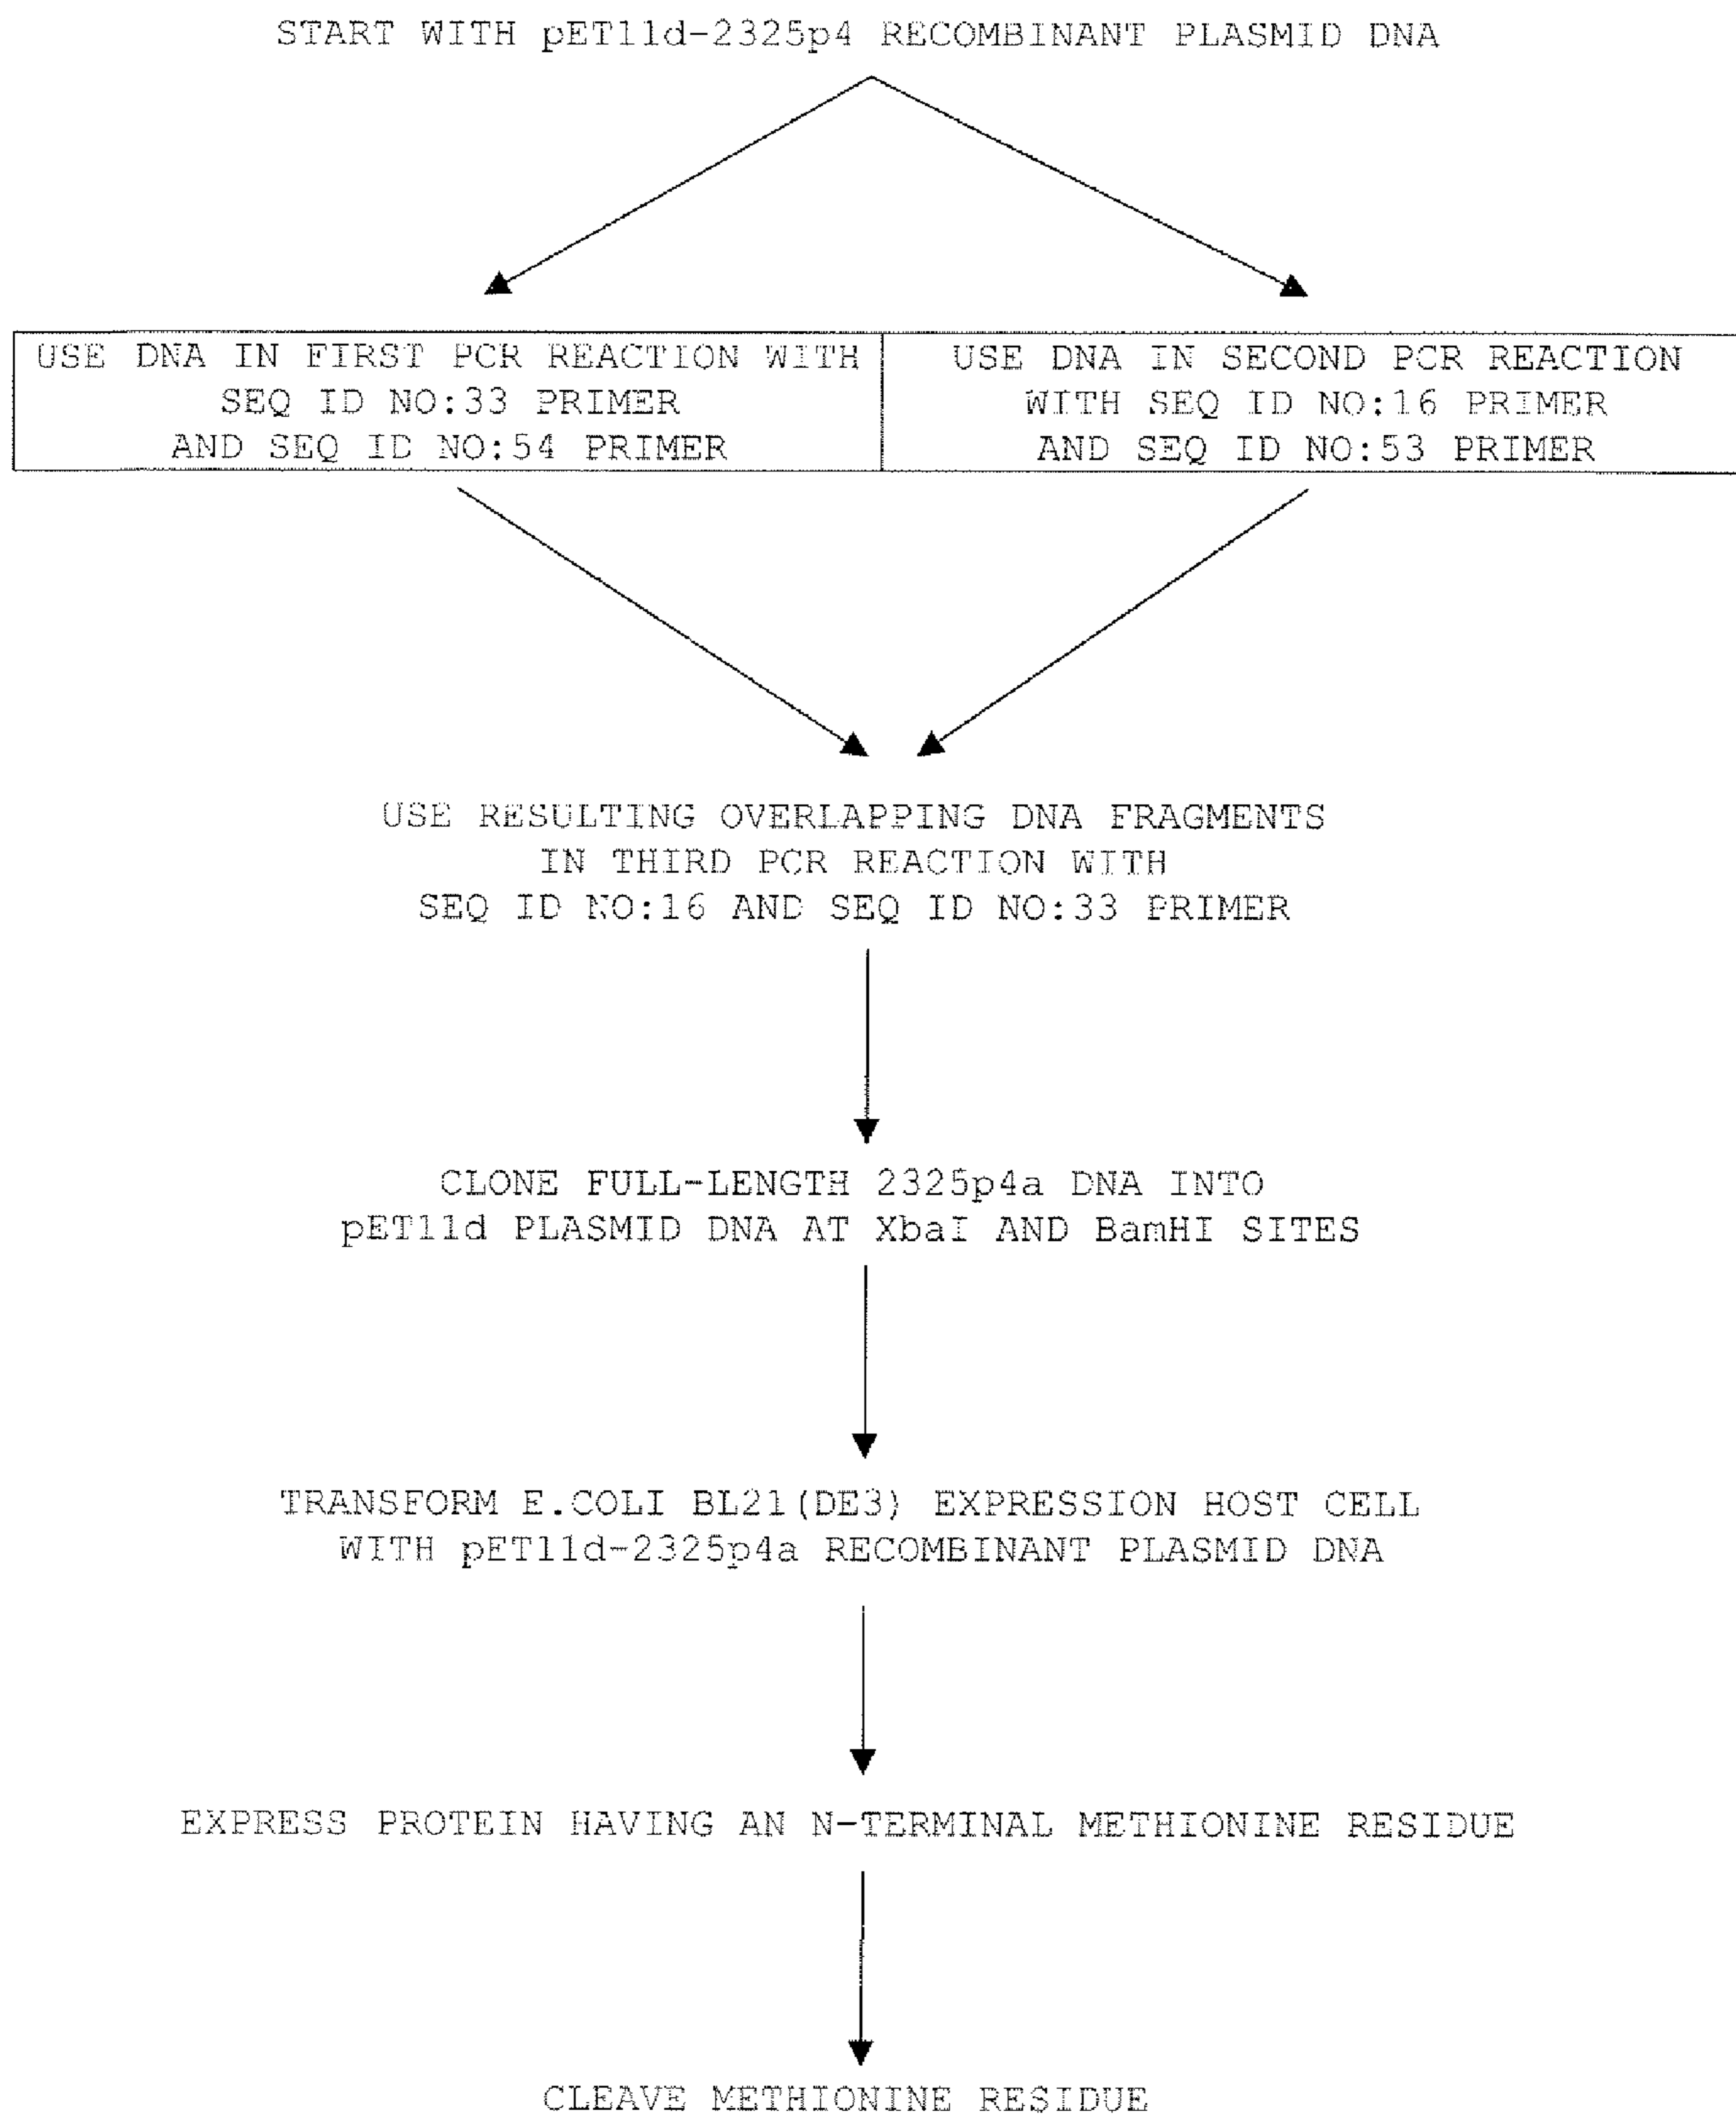 START WITH pET11d-2325p4 RECOMBINANT PLASMID DNA
USE DNA IN FIRST PCR REACTION WITH
SEQ ID NO:33 PRIMER
AND SEQ ID NO:54 PRIMER
USE DNA IN SECOND PCR REACTION
WITH SEQ ID NO:16 PRIMER
AND SEQ ID NO:53 PRIMER
USE RESULTING OVERLAPPING DNA FRAGMENTS
IN THIRD PCR REACTION WITH
SEQ ID NO:16 AND SEQ ID NO:33 PRIMER
CLONE FULL-LENGTH 2325p4a DNA INTO
pET11d PLASMID DNA AT XbaI AND BamHI SITES
TRANSFORM E.COLI BL21(DE3) EXPRESSION HOST CELL
WITH pET11d-2325p4a RECOMBINANT PLASMID DNA
EXPRESS PROTEIN HAVING AN N-TERMINAL METHIONINE RESIDUE
CLEAVE METHIONINE RESIDUE